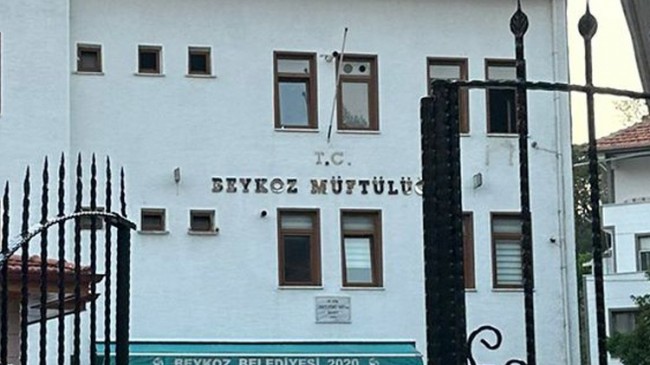 T.C.
BEYKOZ MÜFTÜLÜĞ
BEYKOZ BELEDİYESİ 2020